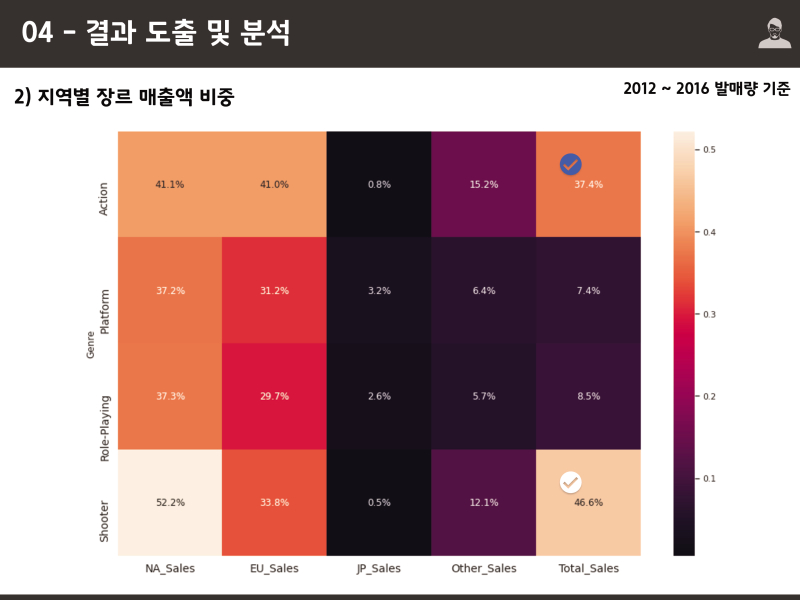 04 - 결과 도출 및 분석
2) 지역별 장르 매출액 비중
2012 ~ 2016 발매량 기준
Genre
Action
41.1%
41.0%
0.8%
15.2%
37.4%
Platform
37.2%
31.2%
3.2%
6.4%
7.4%
Role-Playing
37.3%
29.7%
2.6%
5.7%
8.5%
Shooter
52.2%
33.8%
0.5%
12.1%
46.6%
NA_Sales
EU_Sales
JP_Sales
Other_Sales
Total_Sales
0.5
0.4
0.3
0.2
0.1